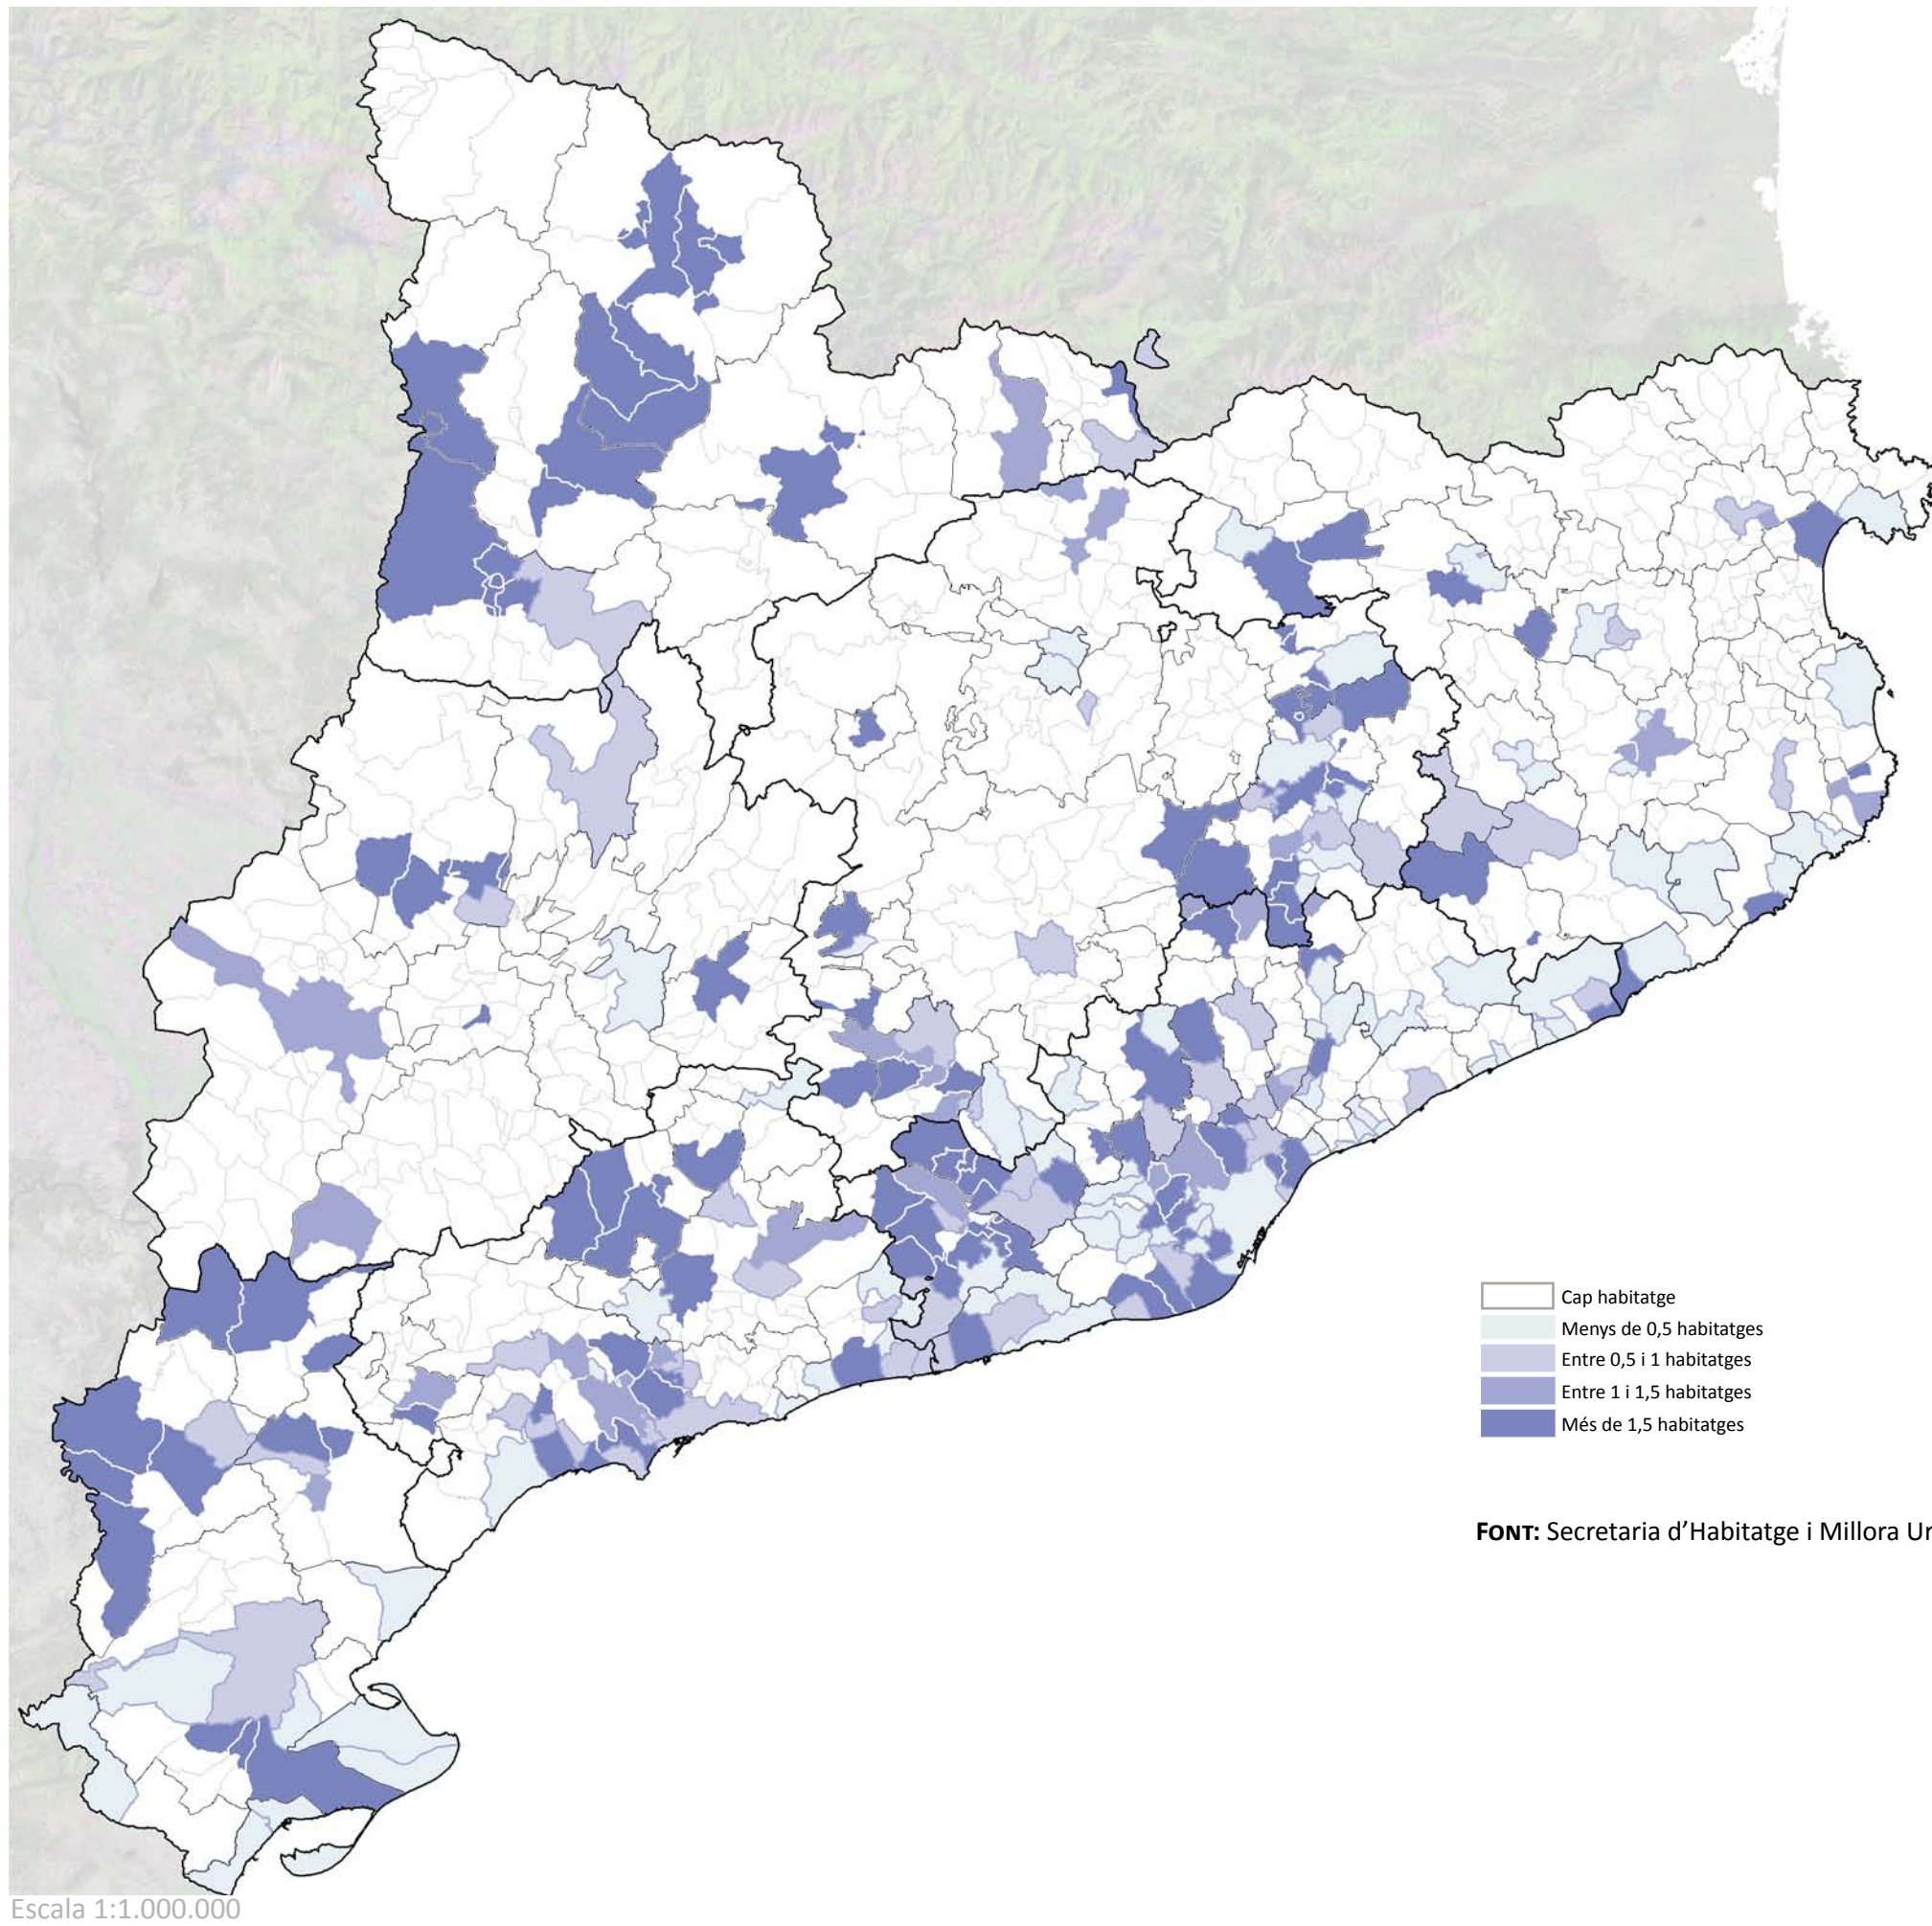 Cap habitatge
Menys de 0,5 habitatges
Entre 0,5 i 1 habitatges
Entre 1 i 1,5 habitatges
Més de 1,5 habitatges
FONT: Secretaria d’Habitatge i Millora
Escala 1:1.000.000